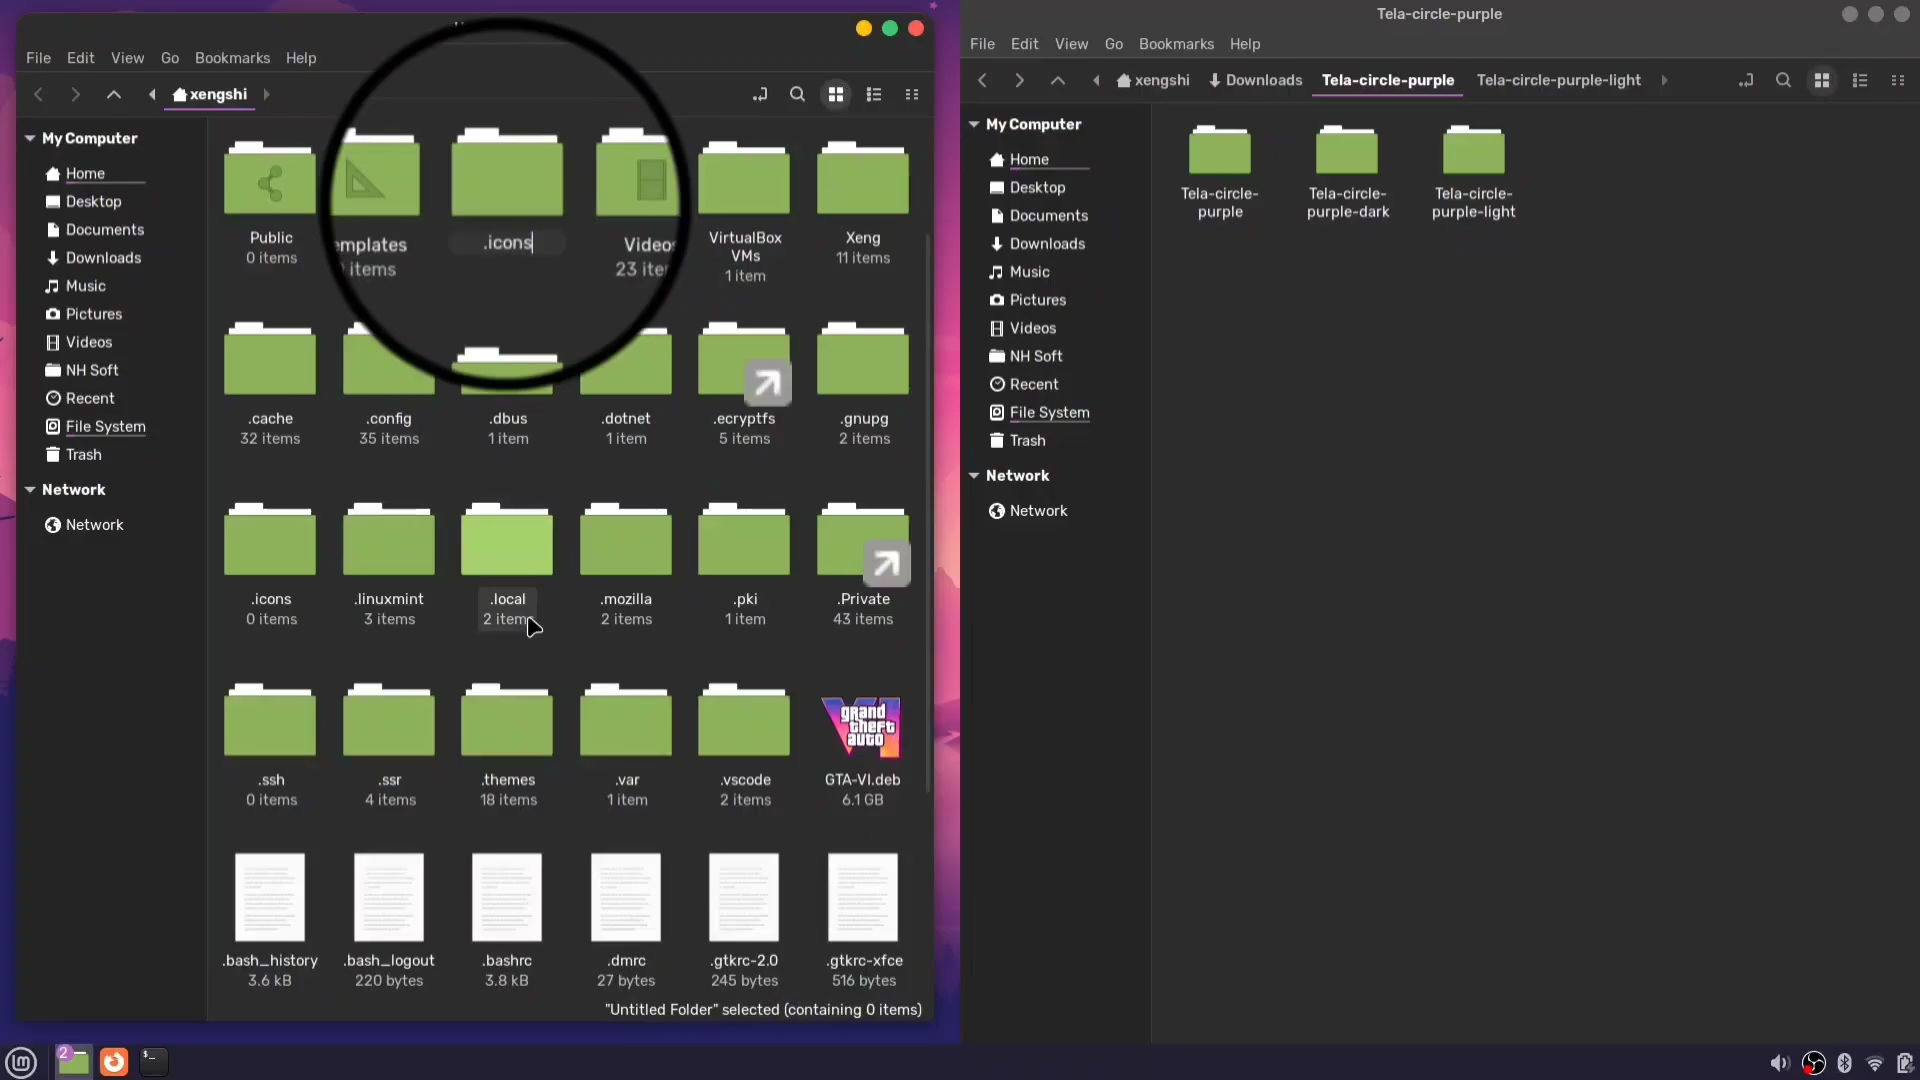 File Edit View Go Bookmarks Help
xengshi
My Computer
Home
Desktop
Documents
Downloads
Music
Pictures
Videos
NH Soft
Recent
File System
Trash
Network
Network
Public
0 items
emplates
items
.icons
Videos
23 ite
VirtualBox
VMs
1 item
Xeng
11 items
.cache
32 items
.config
35 items
.dbus
1 item
.dotnet
1 item
.ecryptfs
5 items
.gnupg
2 items
.icons
0 items
.linuxmint
3 items
.local
2 items
.mozilla
2 items
.pki
1 item
.Private
43 items
.ssh
0 items
.ssr
4 items
.themes
18 items
.var
1 item
.vscode
2 items
grand
theft
auto
VI
GTA-VI.deb
6.1 GB
.bash_history
3.6 kB
.bash_logout
220 bytes
.bashrc
3.8 kB
.dmrc
27 bytes
.gtkrc-2.0
245 bytes
.gtkrc-xfce
516 bytes
"Untitled Folder" selected (containing 0 items)
Tela-circle-purple
File Edit View Go Bookmarks Help
xengshi Downloads Tela-circle-purple Tela-circle-purple-light
My Computer
Home
Desktop
Documents
Downloads
Music
Pictures
Videos
NH Soft
Recent
File System
Trash
Network
Network
Tela-circle-
purple
Tela-circle-
purple-dark
Tela-circle-
purple-light
2